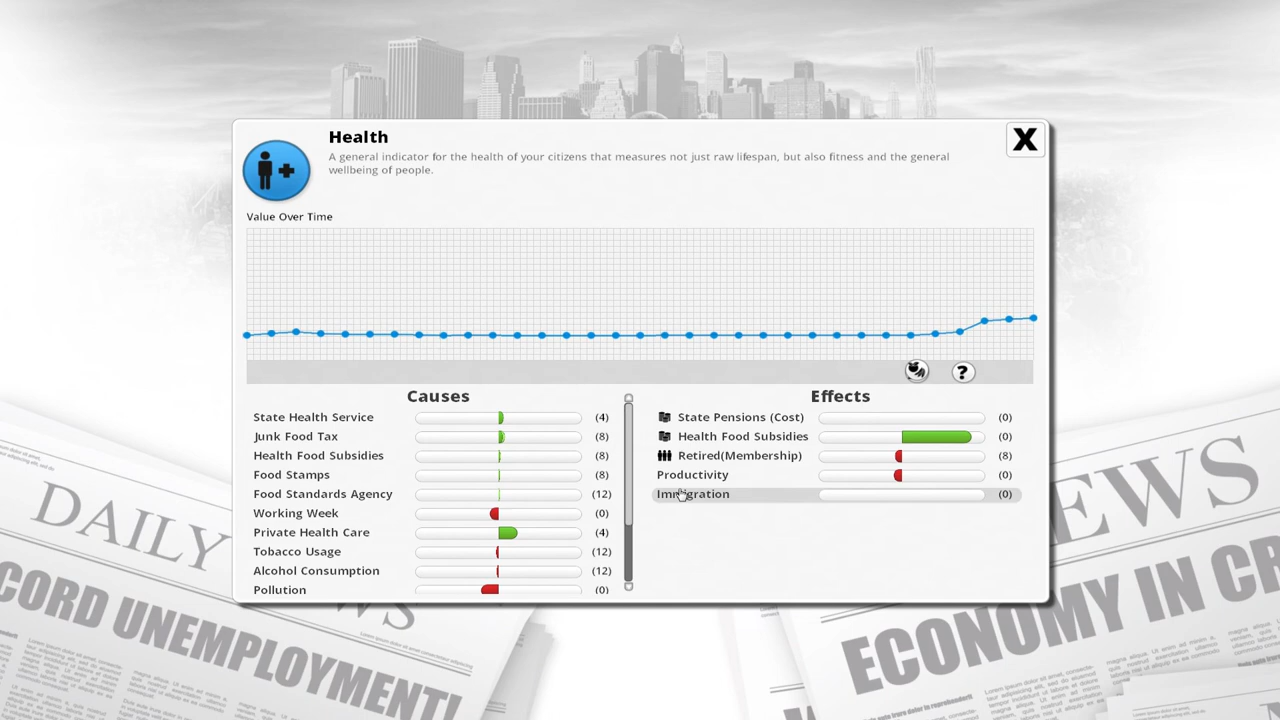 Health
A general indicator for the health of your citizens that measures not just raw lifespan, but also fitness and the general
wellbeing of people.
X
Value Over Time
?
Causes
State Health Service (4)
Junk Food Tax (8)
Health Food Subsidies (8)
Food Stamps (8)
Food Standards Agency (12)
Working Week (0)
Private Health Care (4)
Tobacco Usage (12)
Alcohol Consumption (12)
Pollution (0)
Effects
State Pensions (Cost) (0)
Health Food Subsidies (0)
Retired(Membership) (8)
Productivity (0)
Immigration (0)
DAILY
WS
CORD UNEMPLOYMENT!
EWS
ECONOMY IN CR